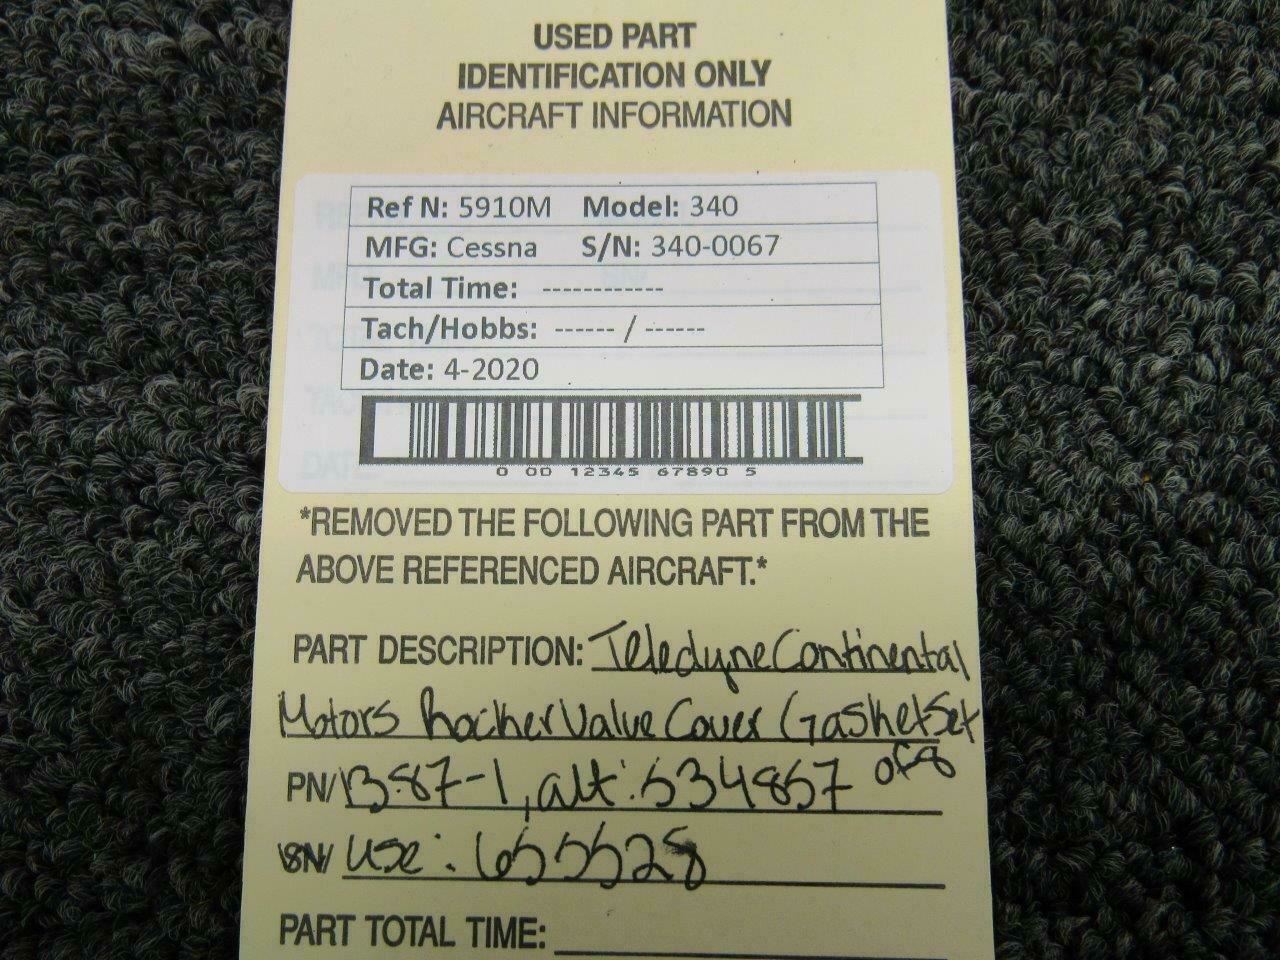 USED PART
IDENTIFICATION ONLY
AIRCRAFT INFORMATION
Ref N: 5910M Model: 340
MFG: Cessna S/N: 340-0067
Total Time: ------------
Tach/Hobbs: ------ / ------
Date: 4-2020
0 00 12345 67890 5
*REMOVED THE FOLLOWING PART FROM THE
ABOVE REFERENCED AIRCRAFT.*
PART DESCRIPTION: Teledyne Continental
Motors Rocker Valve Cover Gasket Set
of 8
PN/ 1387-1, alt: 534857
SN/ use: 655528
PART TOTAL TIME: